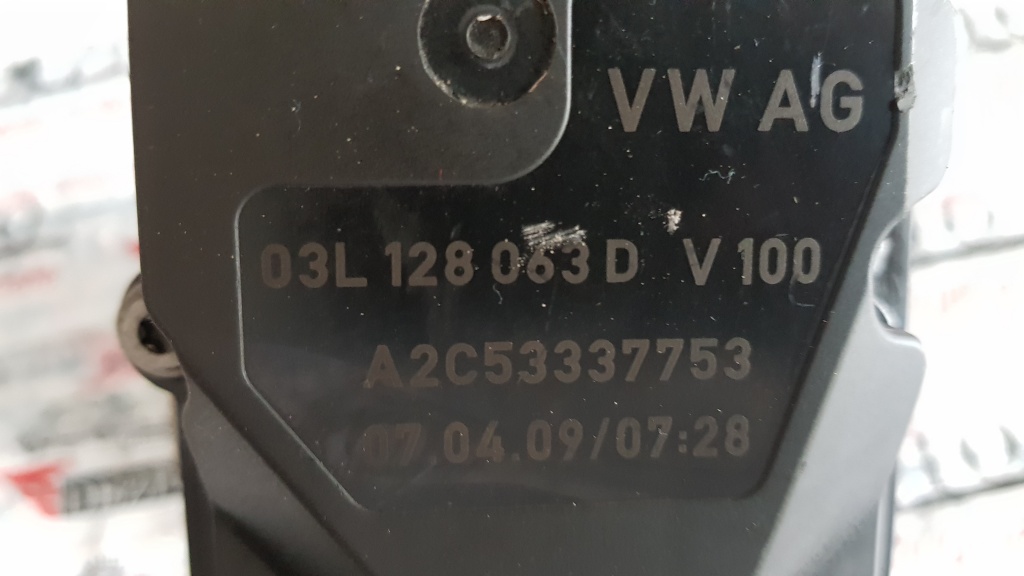 VW AG
03L 128 063 D V 100
A2C53337753
07.04.09/07:28